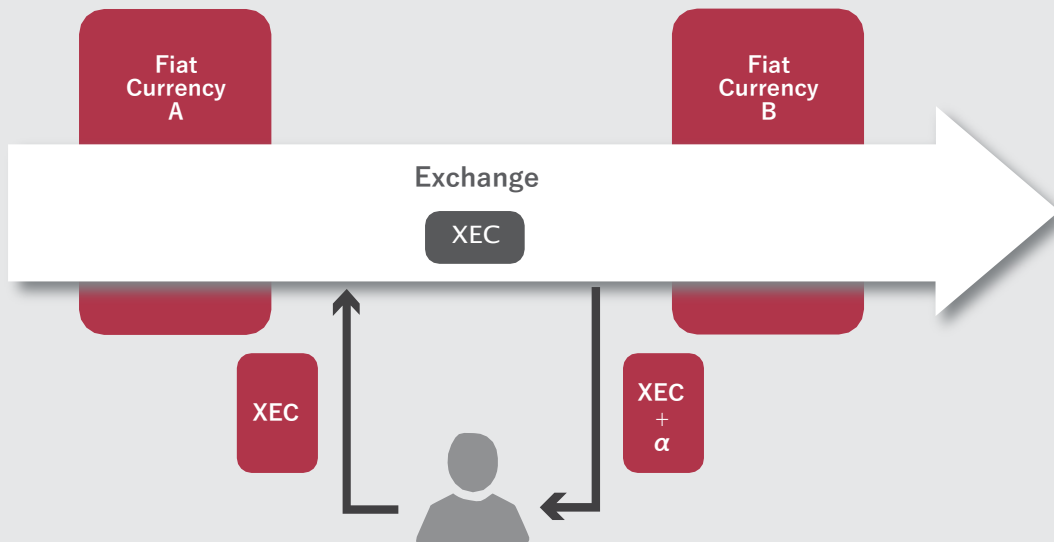 Fiat
Currency
A
Fiat
Currency
B
Exchange
XEC
XEC
XEC
+
α